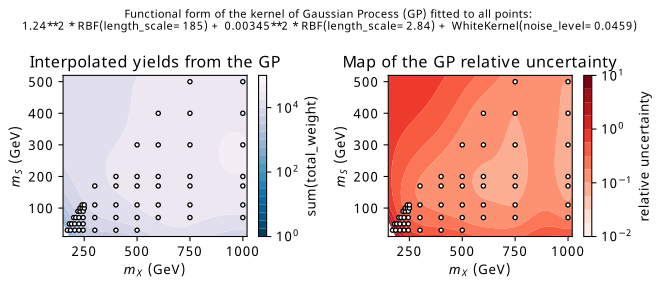 Functional form of the kernel of Gaussian Process (GP) fitted to all points:
1.24**2 * RBF(length_scale= 185) + 0.00345**2 * RBF(length_scale= 2.84) + WhiteKernel(noise_level= 0.0459)
Interpolated yields from the GP
500
400
300
200
100
m_S (GeV)
250 500 750 1000
m_X (GeV)
10^4
10^2
10^0
sum(total_weight)
Map of the GP relative uncertainty
500
400
300
200
100
m_S (GeV)
250 500 750 1000
m_X (GeV)
10^1
10^0
10^−1
10^−2
relative uncertainty